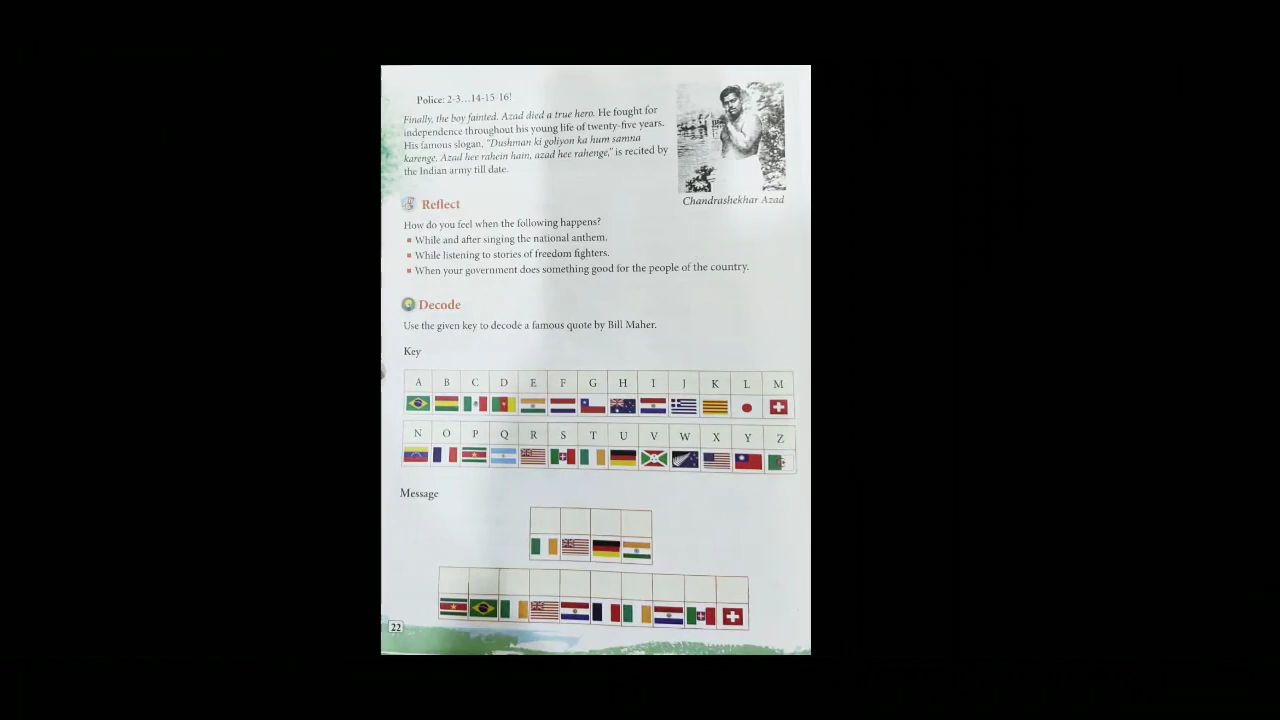 Police: 2-3...14-15-16!
Finally, the boy fainted. Azad died a true hero. He fought for
independence throughout his young life of twenty-five years.
His famous slogan, "Dushman ki goliyon ka hum samna
karenge, Azad hee rahein hain, azad hee rahenge," is recited by
the Indian army till date.
Chandrashekhar Azad
Reflect
How do you feel when the following happens?
▪ While and after singing the national anthem.
▪ While listening to stories of freedom fighters.
▪ When your government does something good for the people of the country.
Decode
Use the given key to decode a famous quote by Bill Maher.
Key
A B C D E F G H I J K L M
N O P Q R S T U V W X Y Z
Message
22